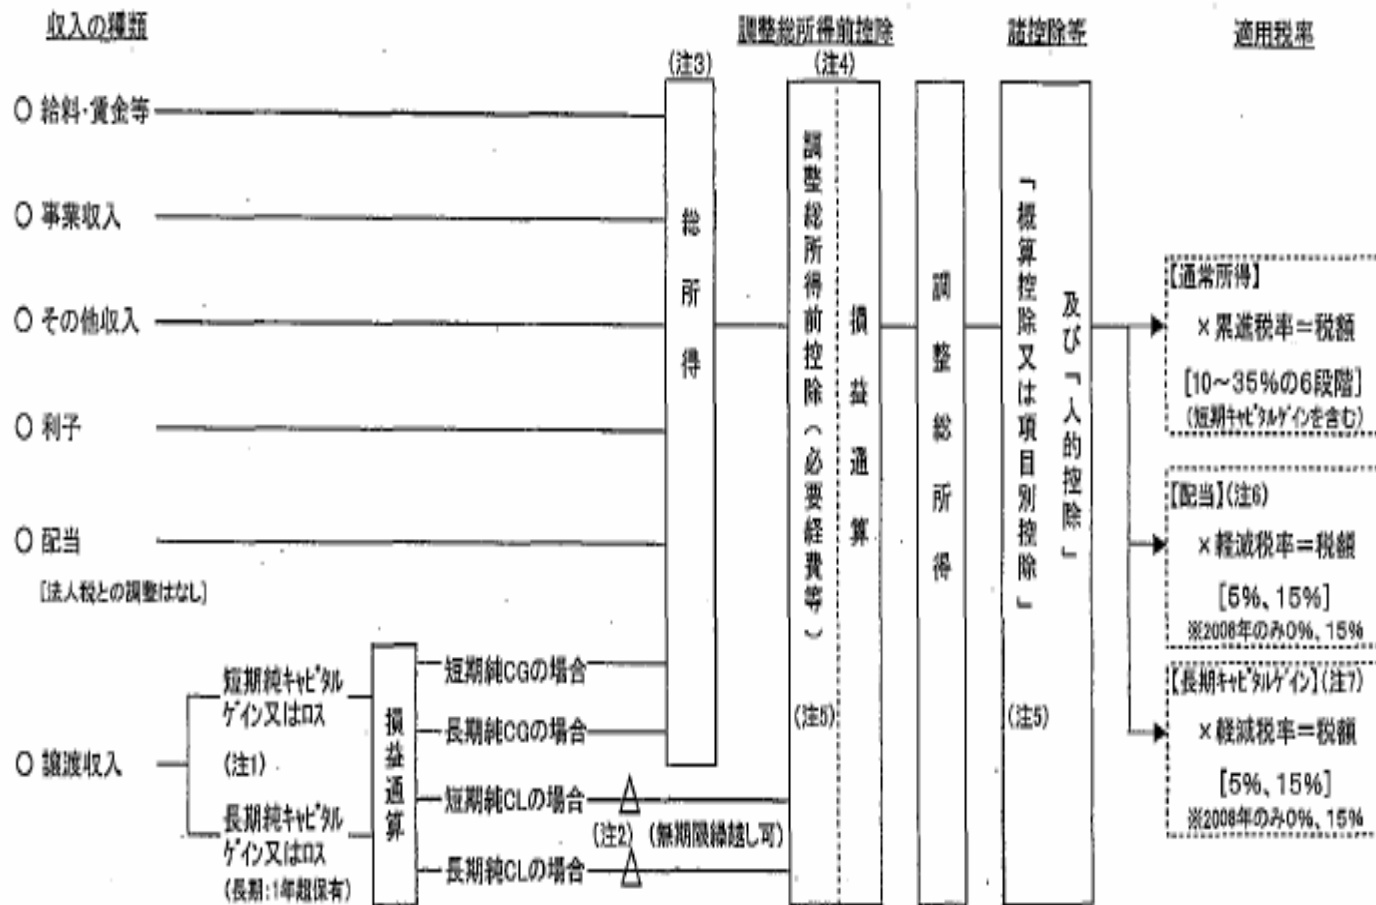 収入の種類
調整総所得前控除
諸控除等
適用税率
(注3)
(注4)
○ 給料・賃金等
○ 事業収入
○ その他収入
○ 利子
○ 配当
[法人税との調整はなし]
○ 譲渡収入
短期純キャピタル
ゲイン又はロス
(注1)
長期純キャピタル
ゲイン又はロス
(長期:1年超保有)
損益通算
短期純CGの場合
長期純CGの場合
短期純CLの場合
△
(注2)
(無期限繰越し可)
長期純CLの場合
△
総所得
調整総所得前控除(必要経費等)
(注5)
損益通算
調整総所得
「概算控除又は項目別控除」
及び「人的控除」
(注5)
【通常所得】
×累進税率=税額
[10~35%の6段階]
(短期キャピタルゲインを含む)
【配当】(注6)
×軽減税率=税額
[5%、15%]
※2008年のみ0%、15%
【長期キャピタルゲイン】(注7)
×軽減税率=税額
[5%、15%]
※2008年のみ0%、15%